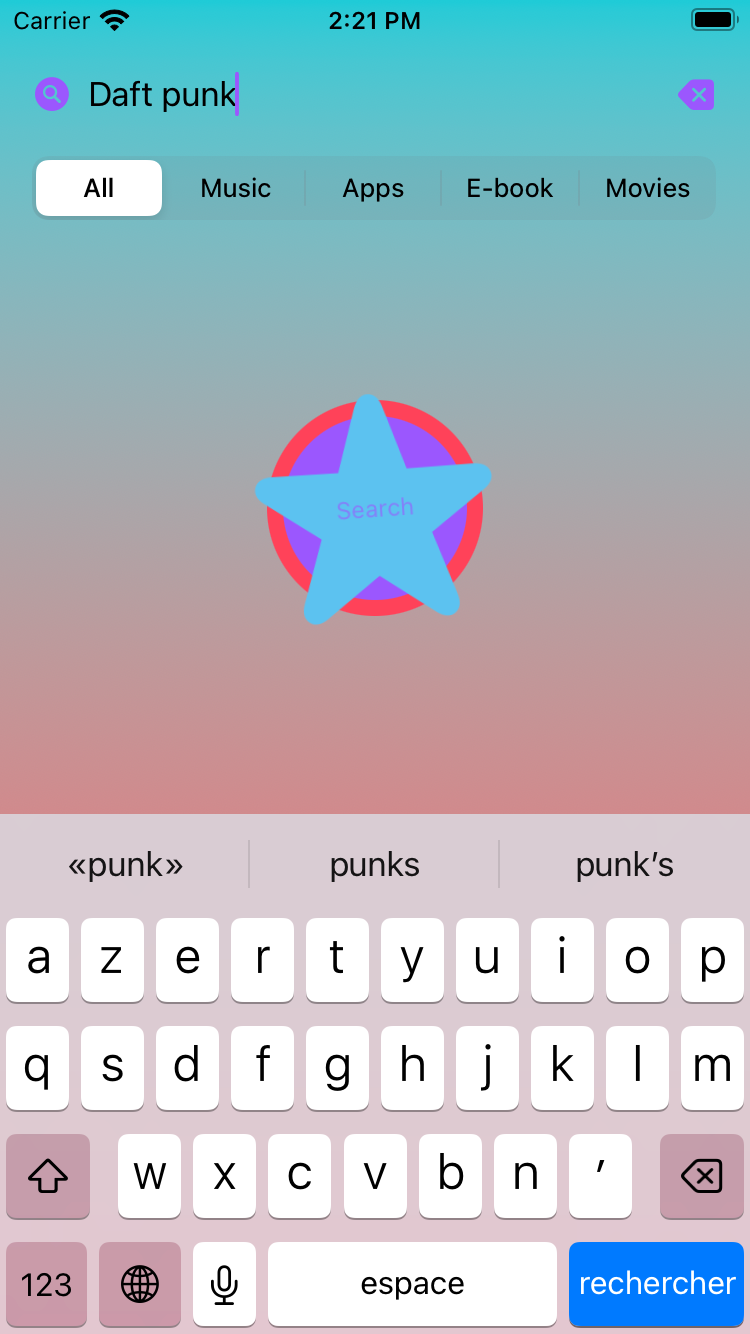 Carrier 2:21 PM
Daft punk
All Music Apps E-book Movies
Search
«punk» punks punk’s
a z e r t y u i o p
q s d f g h j k l m
w x c v b n ’
123 espace rechercher